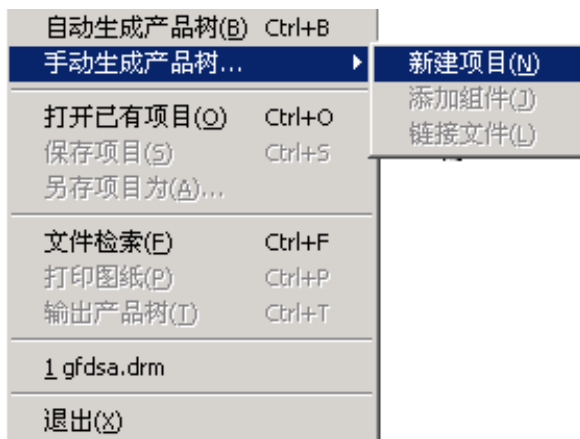 自动生成产品树(B) Ctrl+B
手动生成产品树...
新建项目(N)
添加组件(J)
链接文件(L)
打开已有项目(O) Ctrl+O
保存项目(S) Ctrl+S
另存项目为(A)...
文件检索(F) Ctrl+F
打印图纸(P) Ctrl+P
输出产品树(T) Ctrl+T
1 gfdsa.drm
退出(X)